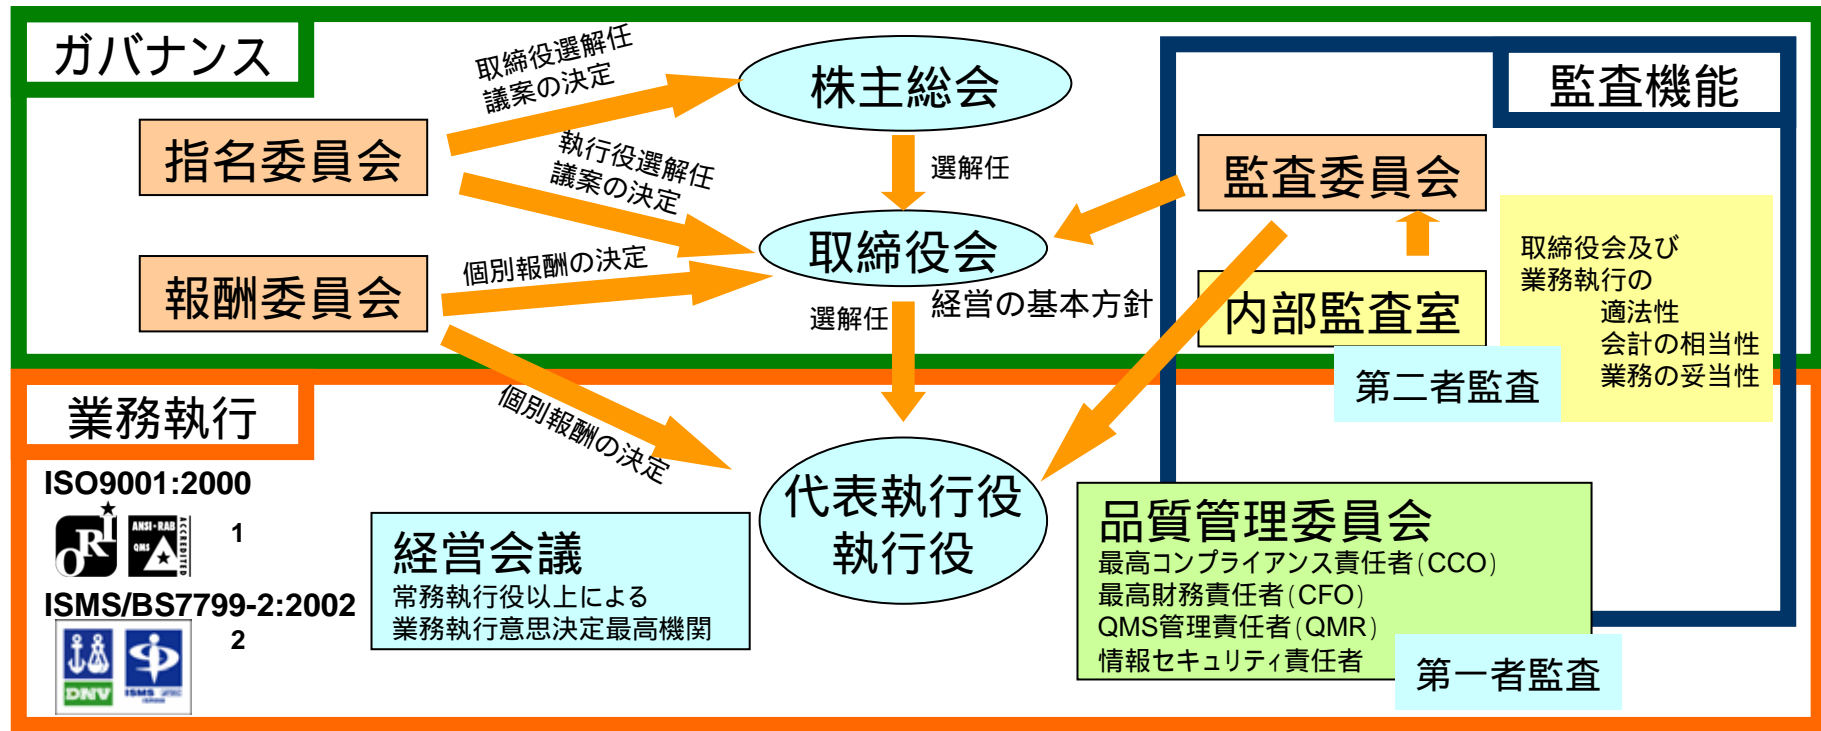 ガバナンス
取締役選解任
議案の決定
株主総会
監査機能
指名委員会
執行役選解任
議案の決定
選解任
監査委員会
取締役会
個別報酬の決定
報酬委員会
経営の基本方針
選解任
内部監査室
取締役会及び
業務執行の
適法性
会計の相当性
業務の妥当性
第二者監査
個別報酬の決定
業務執行
ISO9001:2000
ORI
ANSI・RAB
QMS
ACCREDITED
1
ISMS/BS7799-2:2002
2
DNV
ISMS
経営会議
常務執行役以上による
業務執行意思決定最高機関
代表執行役
執行役
品質管理委員会
最高コンプライアンス責任者(CCO)
最高財務責任者(CFO)
QMS管理責任者(QMR)
情報セキュリティ責任者
第一者監査